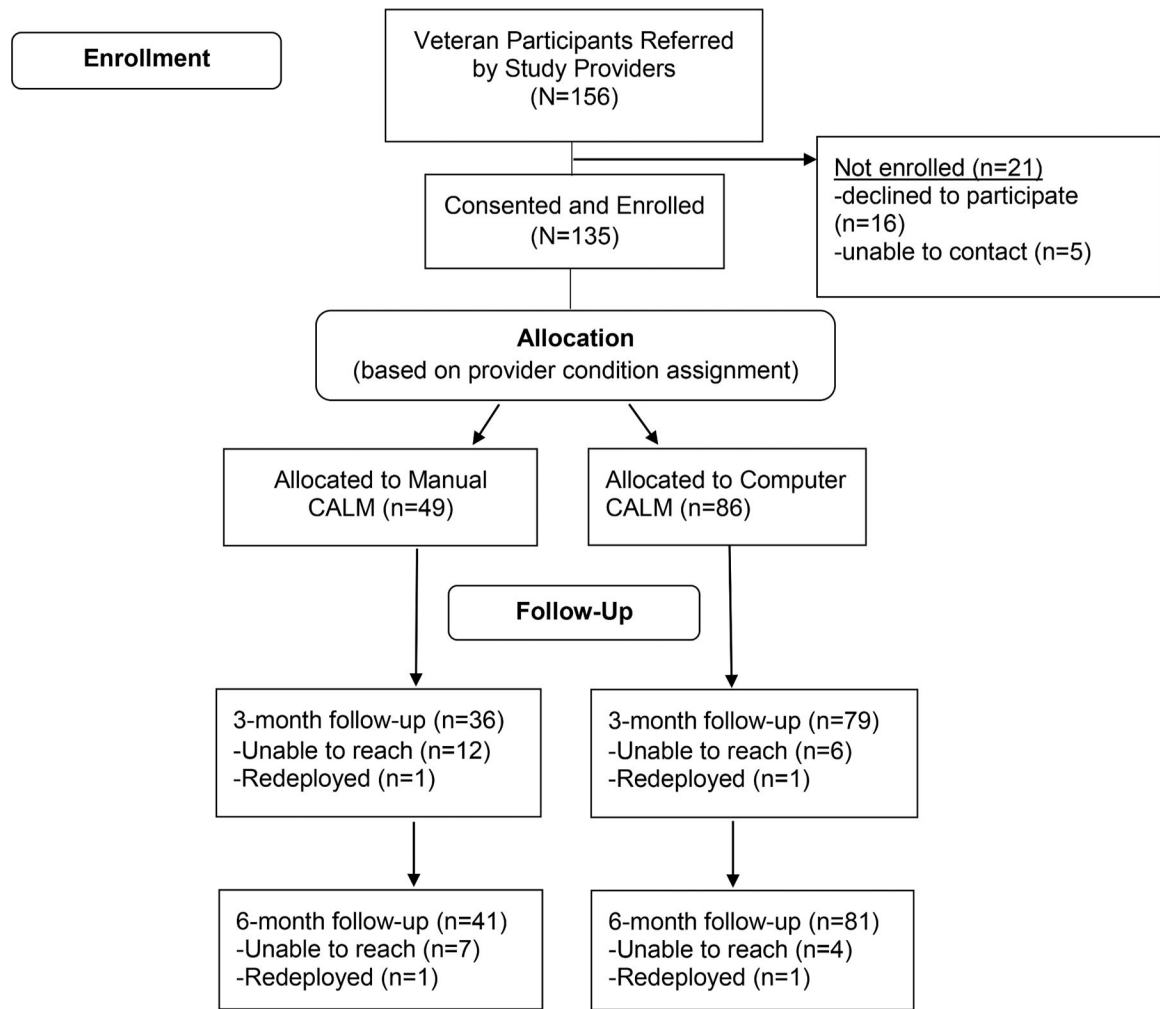 Enrollment
Veteran Participants Referred
by Study Providers
(N=156)
Not enrolled (n=21)
-declined to participate
(n=16)
-unable to contact (n=5)
Consented and Enrolled
(N=135)
Allocation
(based on provider condition assignment)
Allocated to Manual
CALM (n=49)
Allocated to Computer
CALM (n=86)
Follow-Up
3-month follow-up (n=36)
-Unable to reach (n=12)
-Redeployed (n=1)
3-month follow-up (n=79)
-Unable to reach (n=6)
-Redeployed (n=1)
6-month follow-up (n=41)
-Unable to reach (n=7)
-Redeployed (n=1)
6-month follow-up (n=81)
-Unable to reach (n=4)
-Redeployed (n=1)